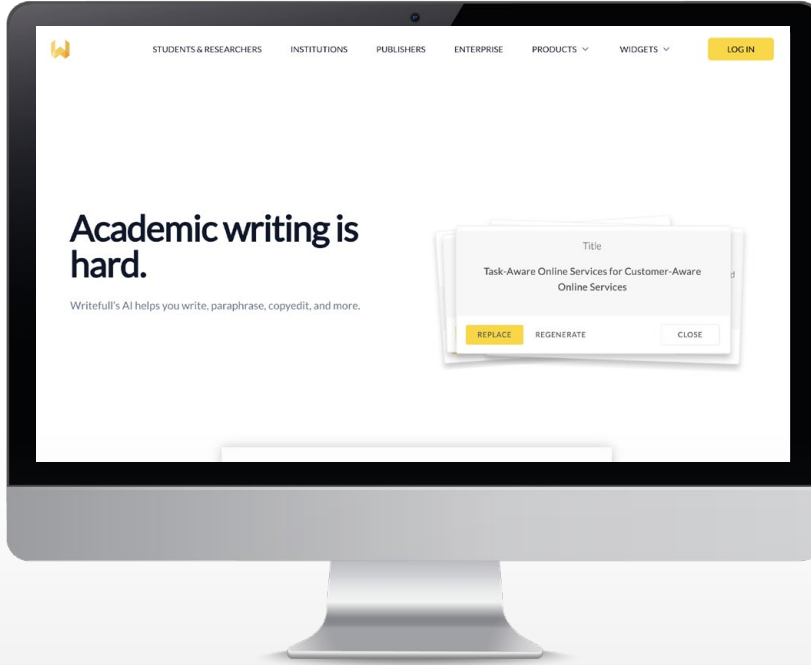 STUDENTS & RESEARCHERS INSTITUTIONS PUBLISHERS ENTERPRISE PRODUCTS WIDGETS LOG IN
Academic writing is
hard.
Writefull's AI helps you write, paraphrase, copyedit, and more.
Title
Task-Aware Online Services for Customer-Aware
Online Services
REPLACE REGENERATE CLOSE